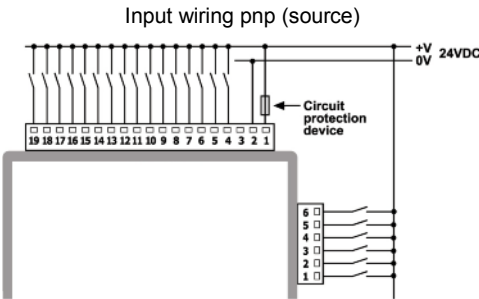 Input wiring pnp (source)
+V
0V
24VDC
Circuit
protection
device
19 18 17 16 15 14 13 12 11 10 9 8 7 6 5 4 3 2 1
6
5
4
3
2
1